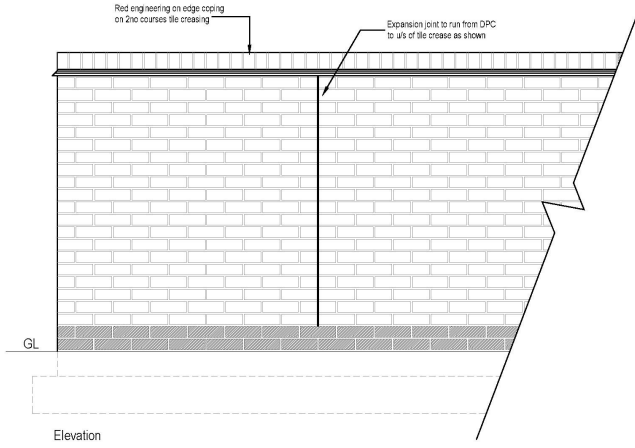 Red engineering on edge coping
on 2no courses tile creasing
Expansion joint to run from DPC
to u/s of tile crease as shown
GL
Elevation